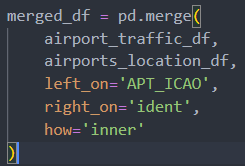 merged_df = pd.merge(
    airport_traffic_df,
    airports_location_df,
    left_on='APT_ICAO',
    right_on='ident',
    how='inner'
)